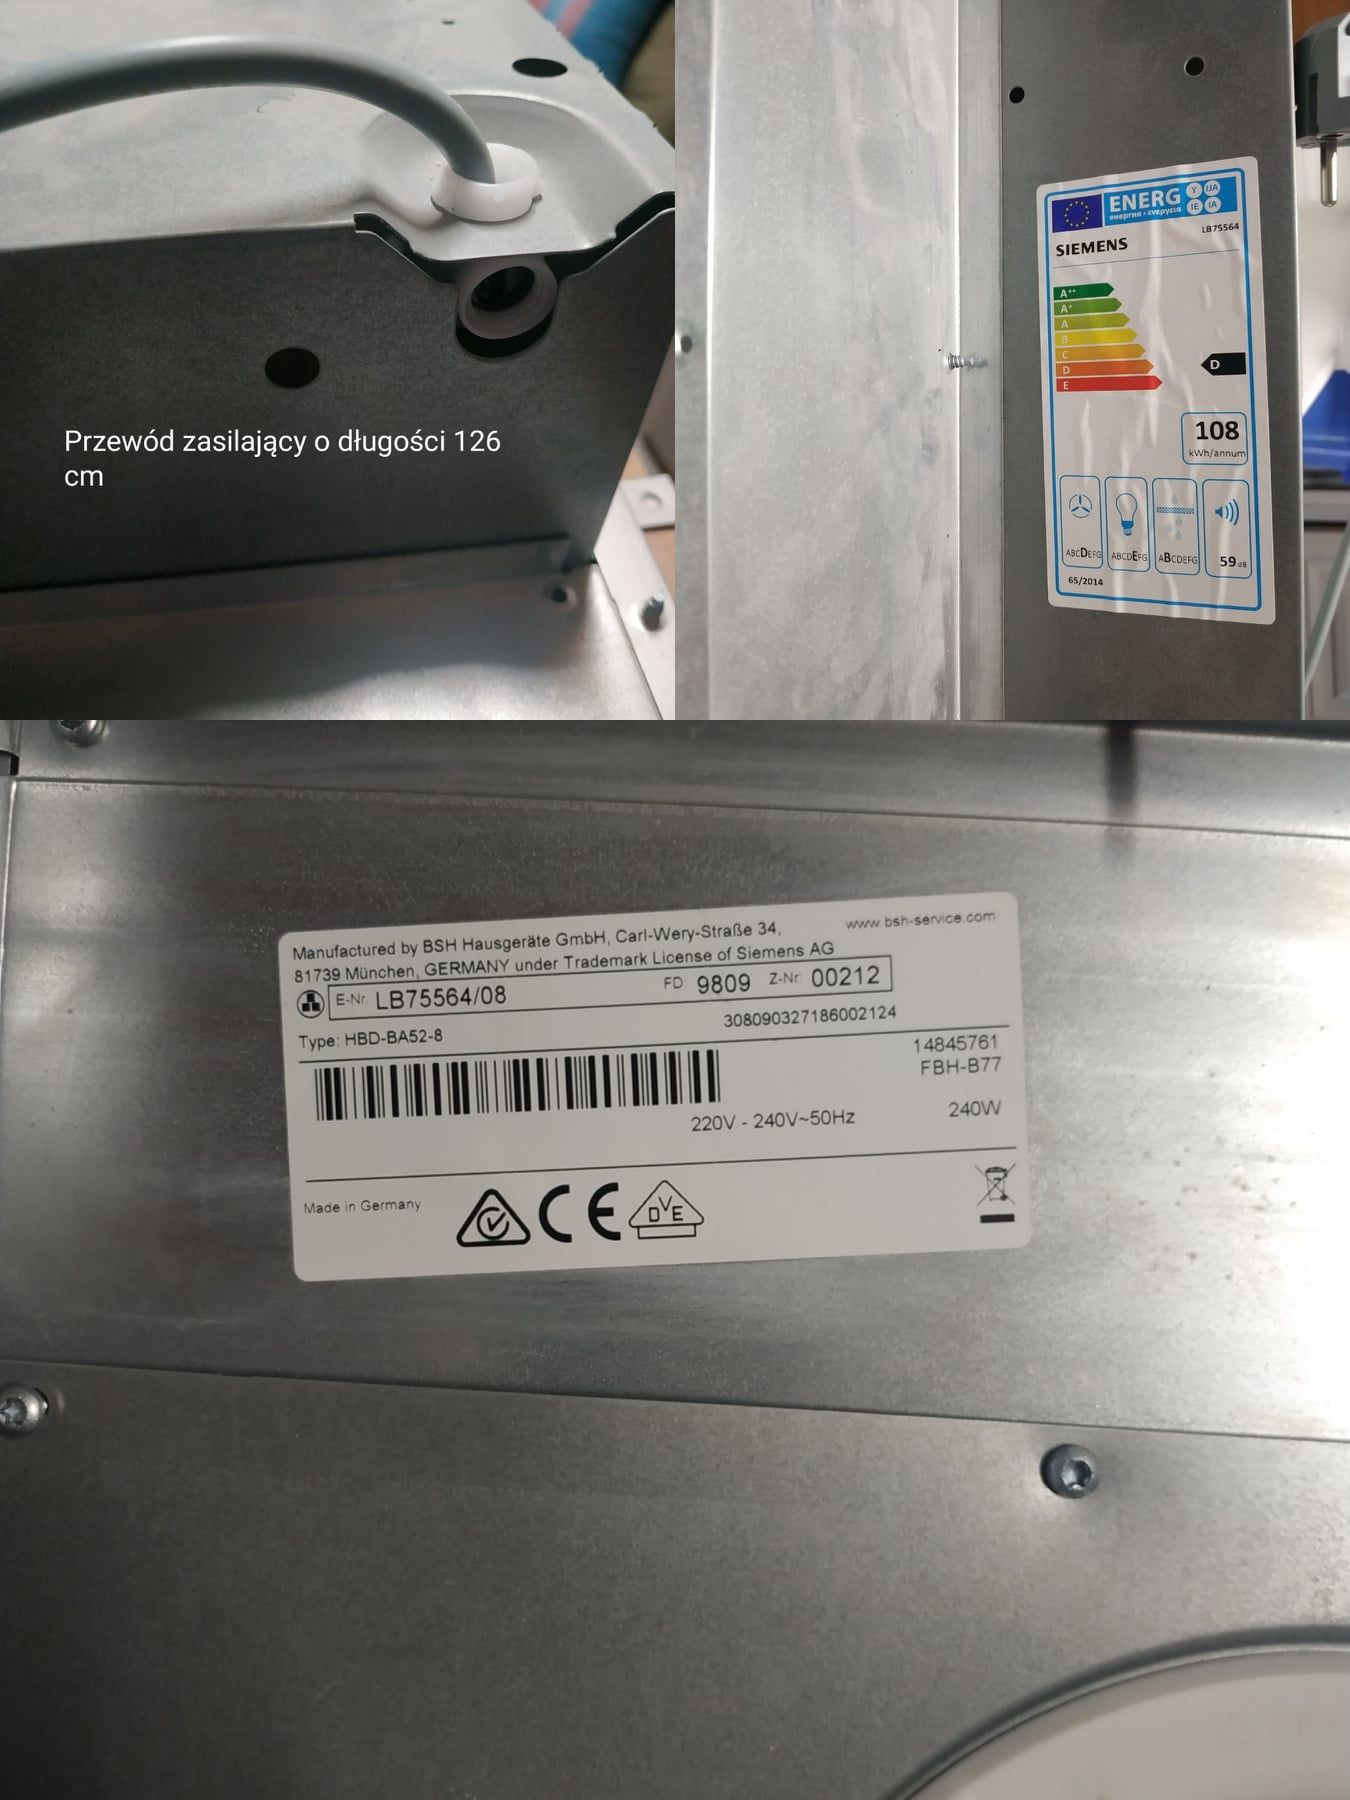 Przewód zasilający o długości 126
cm
ENERG
енергия · ενεργεια
Y IJA
IE IA
SIEMENS
LB75564
A++
A+
A
B
C
D
E
D
108
kWh/annum
ABCDEFG
ABCDEFG
ABCDEFG
59 dB
65/2014
Manufactured by BSH Hausgeräte GmbH, Carl-Wery-Straße 34,
www.bsh-service.com
81739 München, GERMANY under Trademark License of Siemens AG
E-Nr. LB75564/08 FD: 9809 Z-Nr: 00212
308090327186002124
Type: HBD-BA52-8
14845761
FBH-B77
220V - 240V~50Hz
240W
Made in Germany
CE
DVE